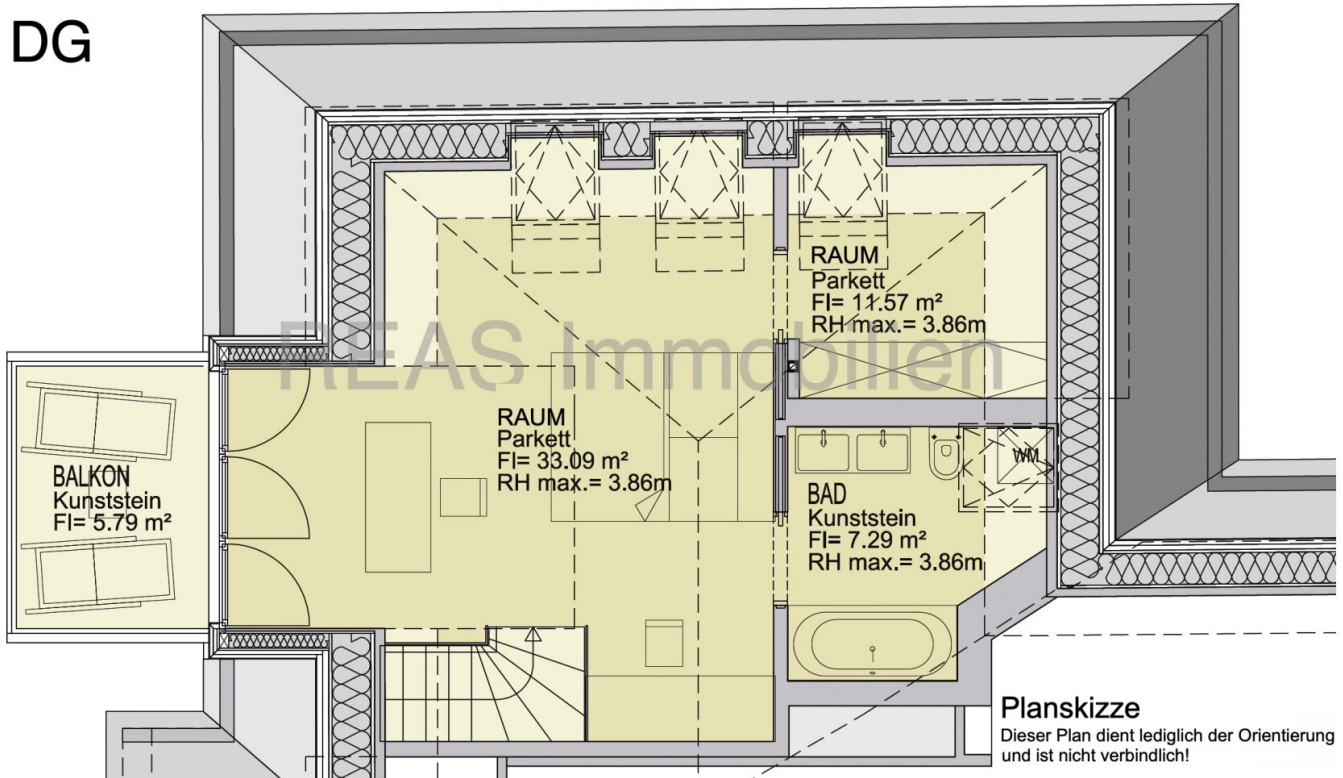 DG
RAUM
Parkett
Fl= 11.57 m²
RH max.= 3.86m
REAS Immobilien
RAUM
Parkett
Fl= 33.09 m²
RH max.= 3.86m
BALKON
Kunststein
Fl= 5.79 m²
WM
BAD
Kunststein
Fl= 7.29 m²
RH max.= 3.86m
Planskizze
Dieser Plan dient lediglich der Orientierung
und ist nicht verbindlich!